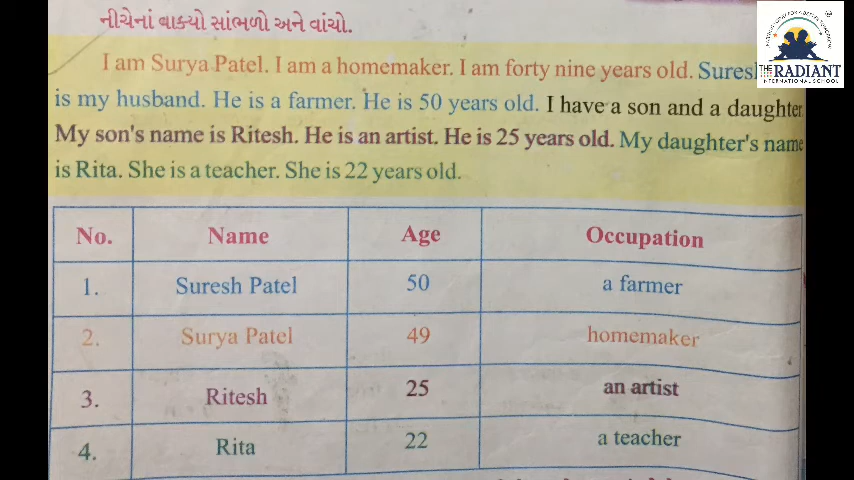 નીચેનાં વાક્યો સાંભળો અને વાંચો.
I am Surya Patel. I am a homemaker. I am forty nine years old. Suresh
is my husband. He is a farmer. He is 50 years old. I have a son and a daughter.
My son's name is Ritesh. He is an artist. He is 25 years old. My daughter's name
is Rita. She is a teacher. She is 22 years old.
No. Name Age Occupation
1. Suresh Patel 50 a farmer
2. Surya Patel 49 homemaker
3. Ritesh 25 an artist
4. Rita 22 a teacher
THE RADIANT
INTERNATIONAL SCHOOL